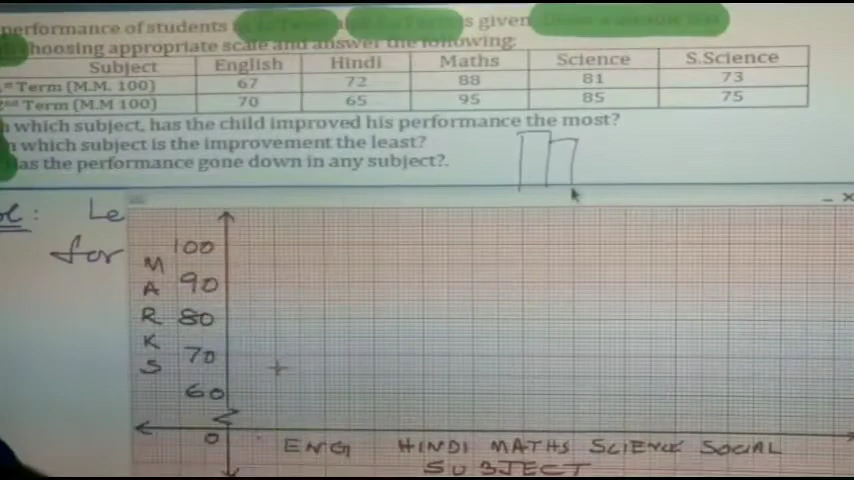 performance of students
s given
choosing appropriate scale and answer the following:
Subject English Hindi Maths Science S.Science
st Term (M.M. 100) 67 72 88 81 73
2nd Term (M.M 100) 70 65 95 85 75
which subject, has the child improved his performance the most?
which subject is the improvement the least?
as the performance gone down in any subject?.
Le
for
100
90
80
70
60
0
MARKS
ENG HINDI MATHS SCIENCE SOCIAL
SUBJECT